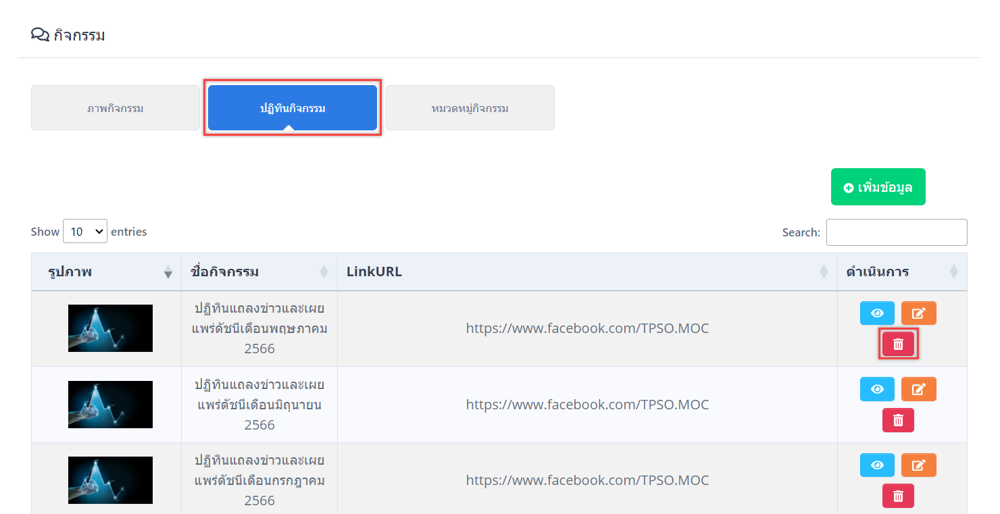 กิจกรรม
ภาพกิจกรรม
ปฏิทินกิจกรรม
หมวดหมู่กิจกรรม
เพิ่มข้อมูล
Show 10 entries
Search:
รูปภาพ
ชื่อกิจกรรม
LinkURL
ดำเนินการ
ปฏิทินแถลงข่าวและเผย
แพร่ดัชนีเดือนพฤษภาคม
2566
https://www.facebook.com/TPSO.MOC
ปฏิทินแถลงข่าวและเผย
แพร่ดัชนีเดือนมิถุนายน
2566
https://www.facebook.com/TPSO.MOC
ปฏิทินแถลงข่าวและเผย
แพร่ดัชนีเดือนกรกฎาคม
2566
https://www.facebook.com/TPSO.MOC